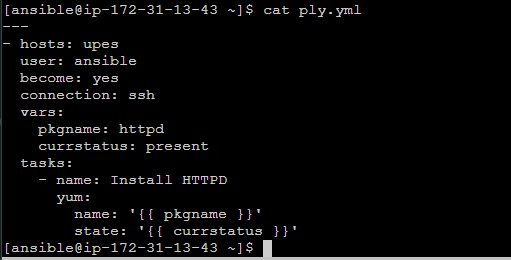 [ansible@ip-172-31-13-43 ~]$ cat ply.yml
---
- hosts: upes
  user: ansible
  become: yes
  connection: ssh
  vars:
    pkgname: httpd
    currstatus: present
  tasks:
    - name: Install HTTPD
      yum:
        name: '{{ pkgname }}'
        state: '{{ currstatus }}'
[ansible@ip-172-31-13-43 ~]$